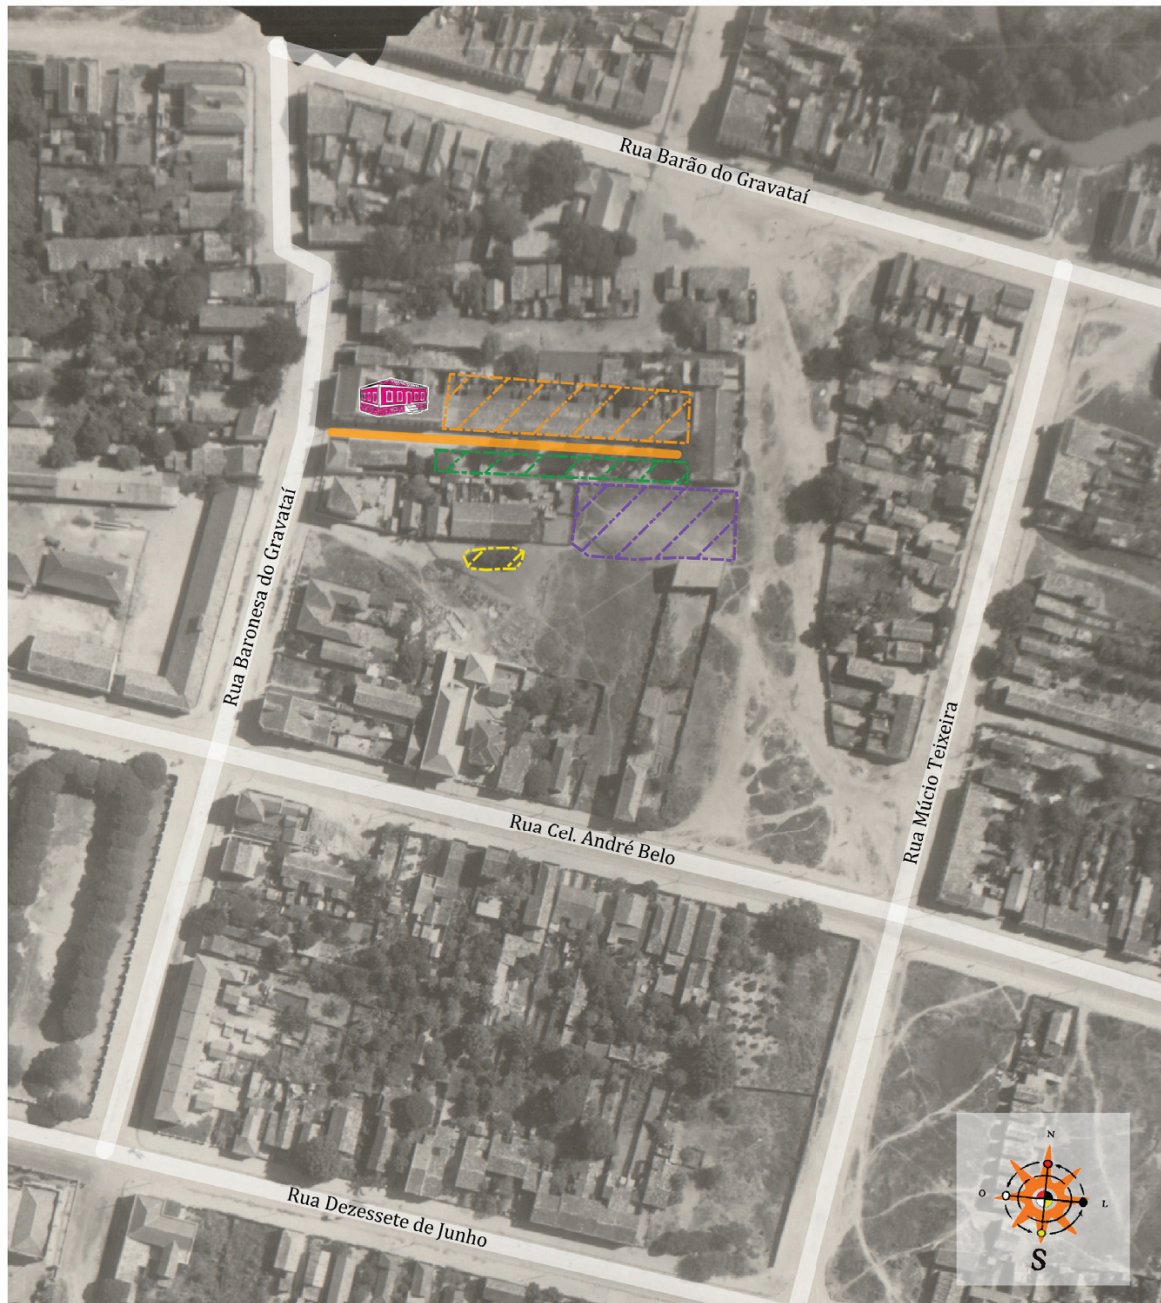 Rua Barão do Gravataí
Rua Baronesa do Gravataí
Rua Múcio Teixeira
Rua Cel. André Belo
Rua Dezessete de Junho
N
O
L
S